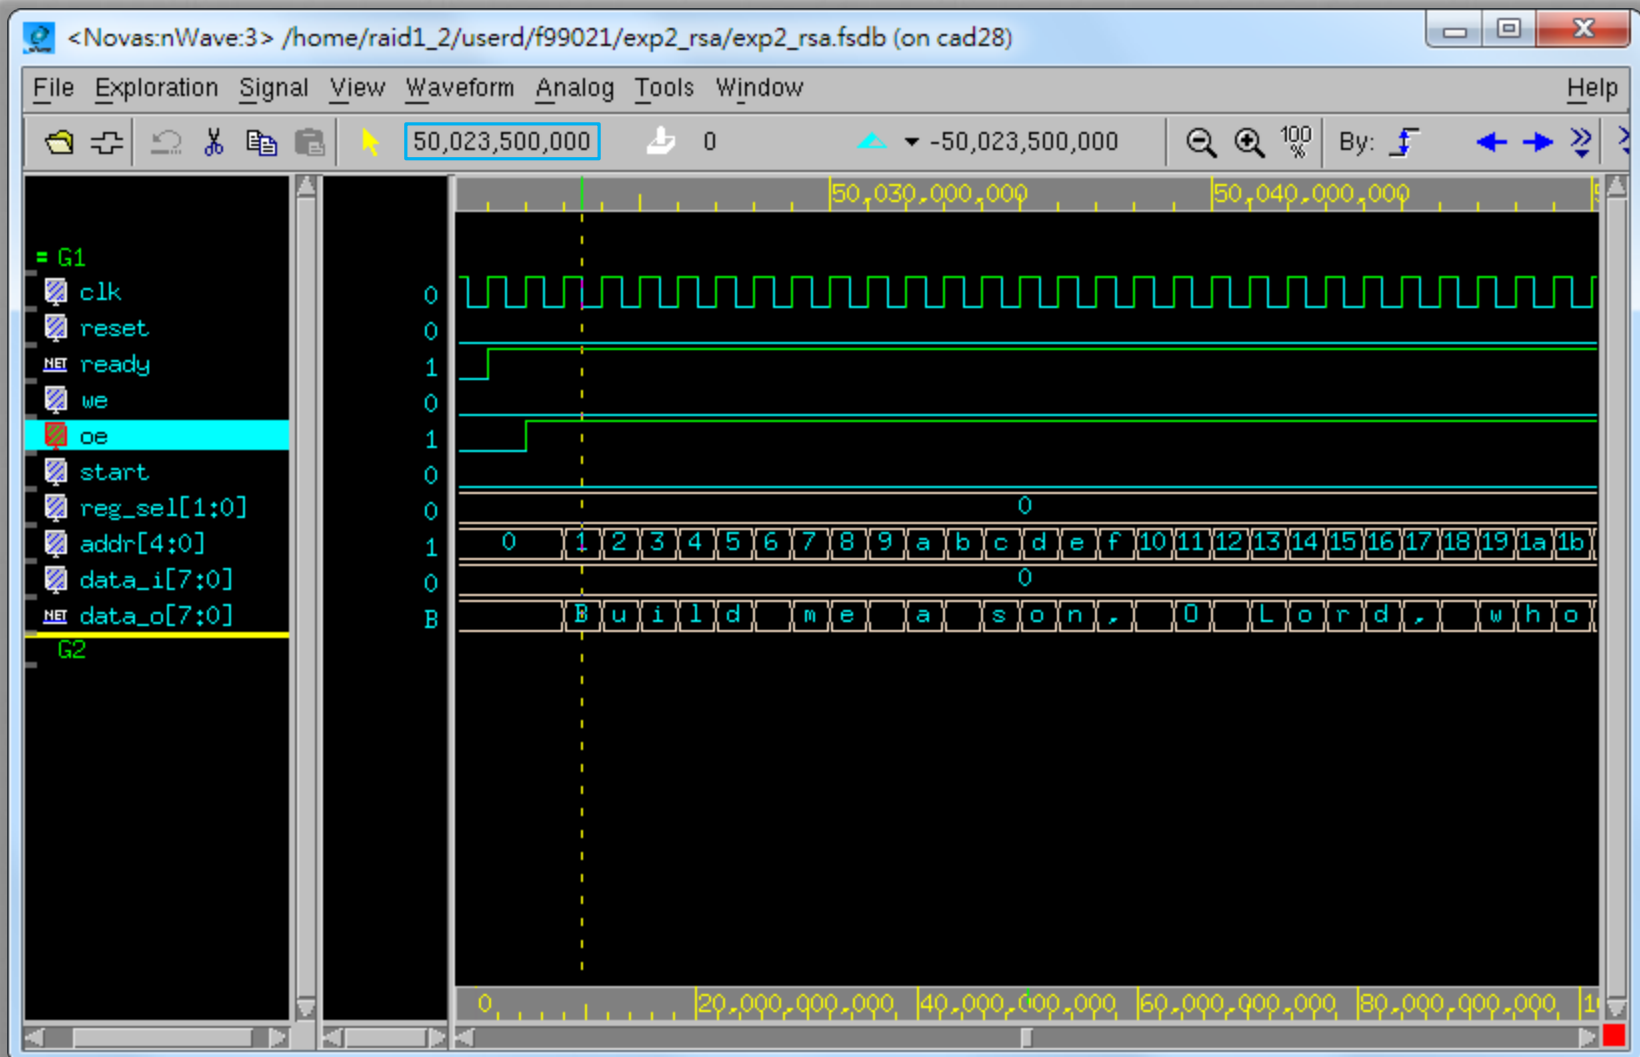 <Novas:nWave:3> /home/raid1_2/userd/f99021/exp2_rsa/exp2_rsa.fsdb (on cad28)
File Exploration Signal View Waveform Analog Tools Window Help
50,023,500,000 0 -50,023,500,000 100 % By:
50,030,000,000 50,040,000,000
= G1
clk 0
reset 0
NET ready 1
we 0
oe 1
start 0
reg_sel[1:0] 0 0
addr[4:0] 1 0 1 2 3 4 5 6 7 8 9 a b c d e f 10 11 12 13 14 15 16 17 18 19 1a 1b
data_i[7:0] 0 0
NET data_o[7:0] B B u i l d m e a s o n , O L o r d , w h o
G2
0 20,000,000,000 40,000,000,000 60,000,000,000 80,000,000,000